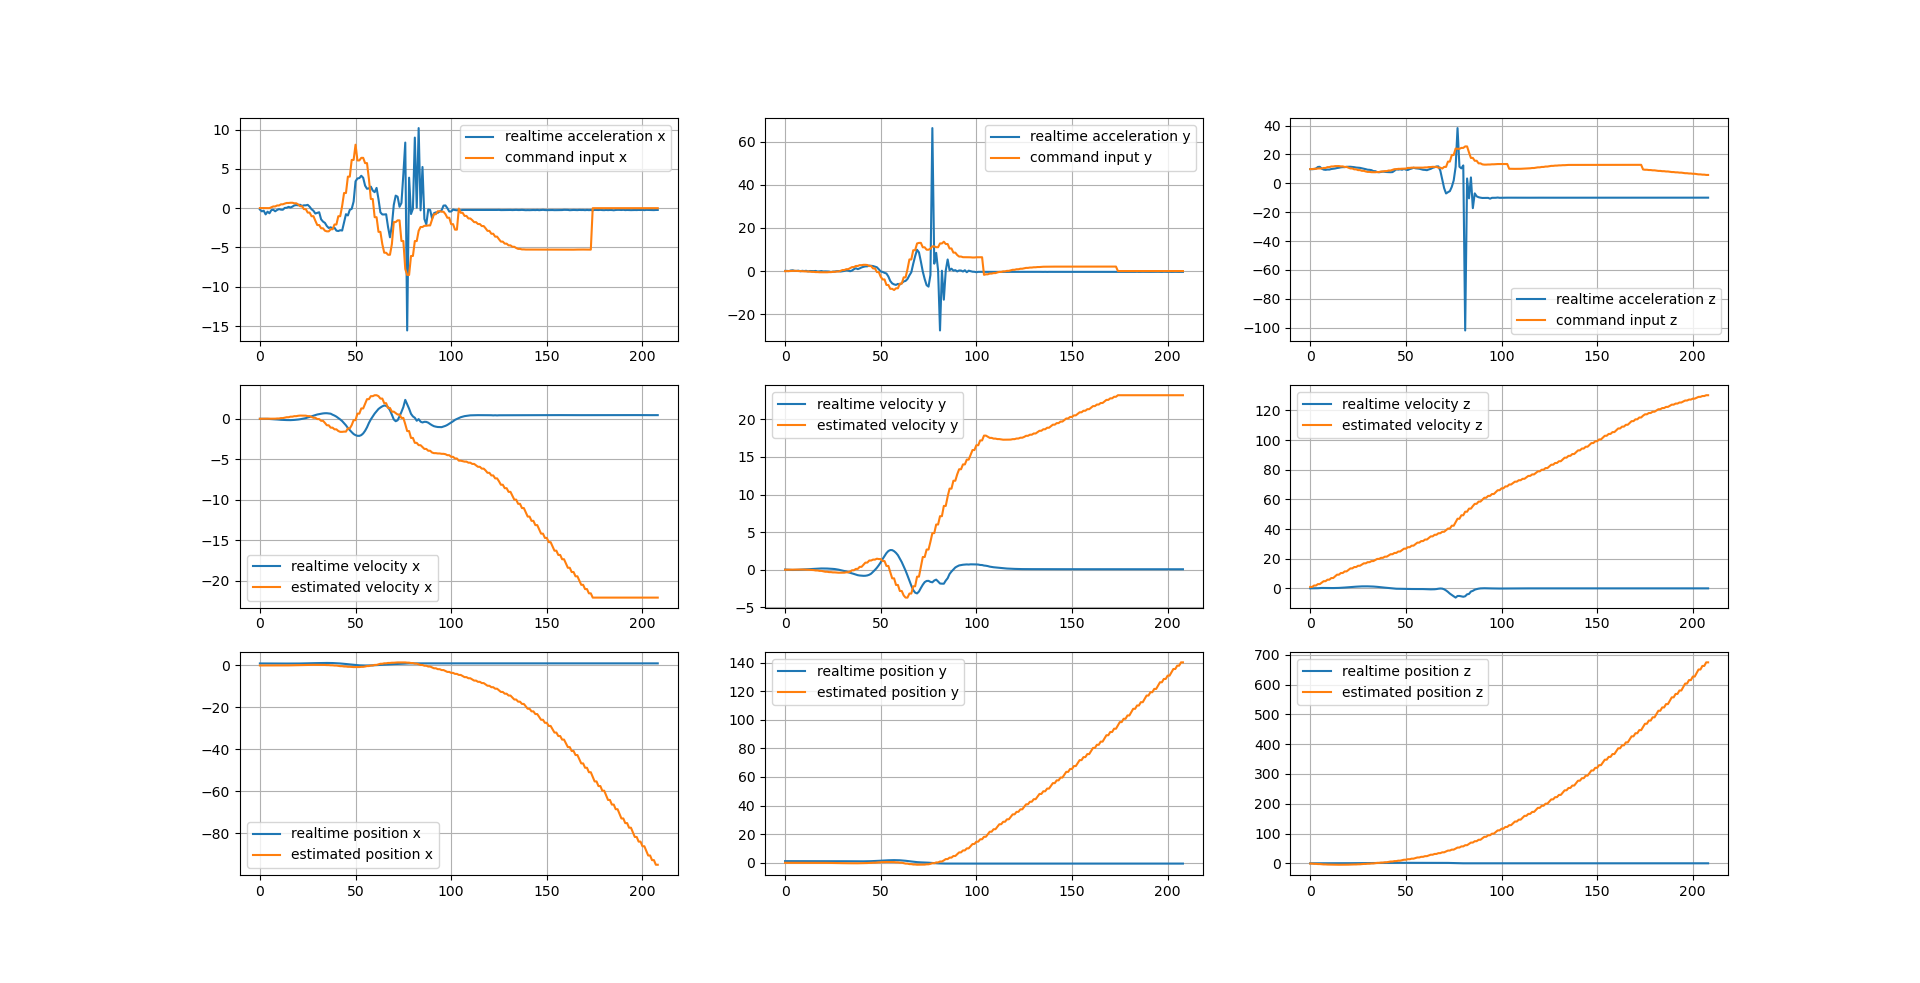 10
5
0
−5
−10
−15
realtime acceleration x
command input x
0 50 100 150 200
60
40
20
0
−20
realtime acceleration y
command input y
0 50 100 150 200
40
20
0
−20
−40
−60
−80
−100
realtime acceleration z
command input z
0 50 100 150 200
0
−5
−10
−15
−20
realtime velocity x
estimated velocity x
0 50 100 150 200
20
15
10
5
0
−5
realtime velocity y
estimated velocity y
0 50 100 150 200
120
100
80
60
40
20
0
realtime velocity z
estimated velocity z
0 50 100 150 200
0
−20
−40
−60
−80
realtime position x
estimated position x
0 50 100 150 200
140
120
100
80
60
40
20
0
realtime position y
estimated position y
0 50 100 150 200
700
600
500
400
300
200
100
0
realtime position z
estimated position z
0 50 100 150 200